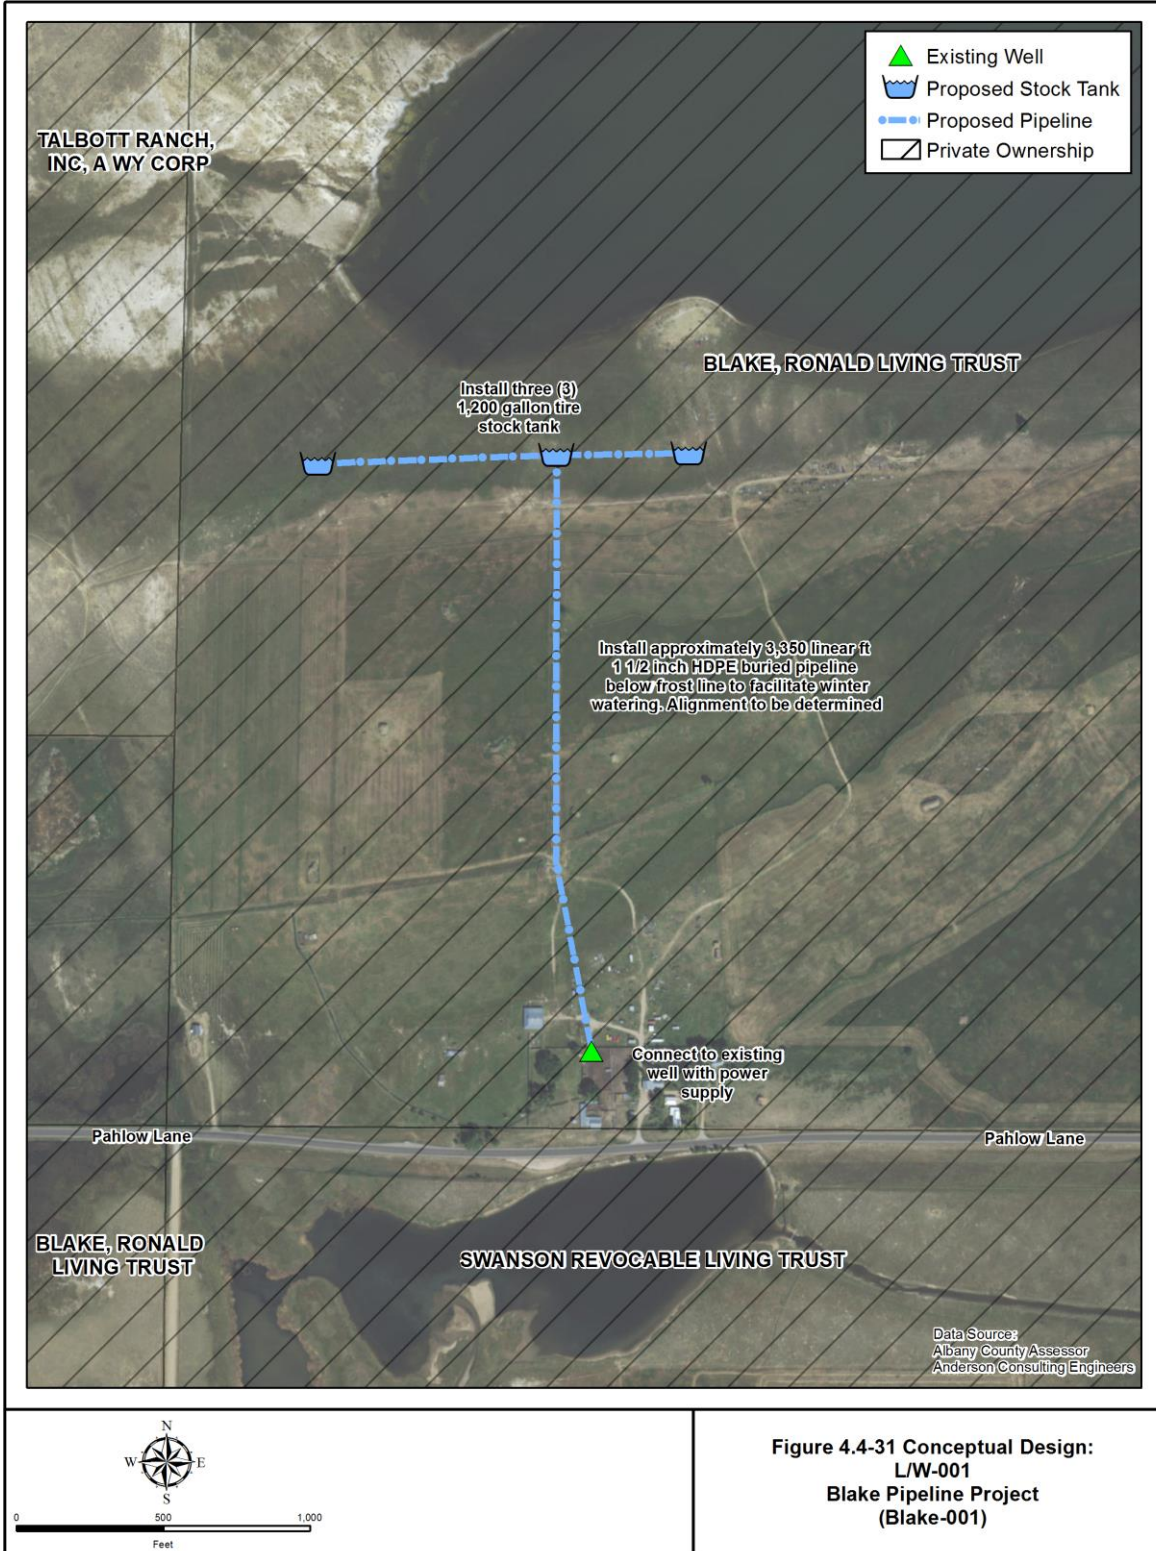 Existing Well
Proposed Stock Tank
Proposed Pipeline
Private Ownership
TALBOTT RANCH,
INC, A WY CORP
BLAKE, RONALD LIVING TRUST
Install three (3)
1,200 gallon tire
stock tank
Install approximately 3,350 linear ft
1 1/2 inch HDPE buried pipeline
below frost line to facilitate winter
watering. Alignment to be determined
Connect to existing
well with power
supply
Pahlow Lane
Pahlow Lane
BLAKE, RONALD
LIVING TRUST
SWANSON REVOCABLE LIVING TRUST
Data Source:
Albany County Assessor
Anderson Consulting Engineers
N
W
E
S
0
500
1,000
Feet
Figure 4.4-31 Conceptual Design:
L/W-001
Blake Pipeline Project
(Blake-001)